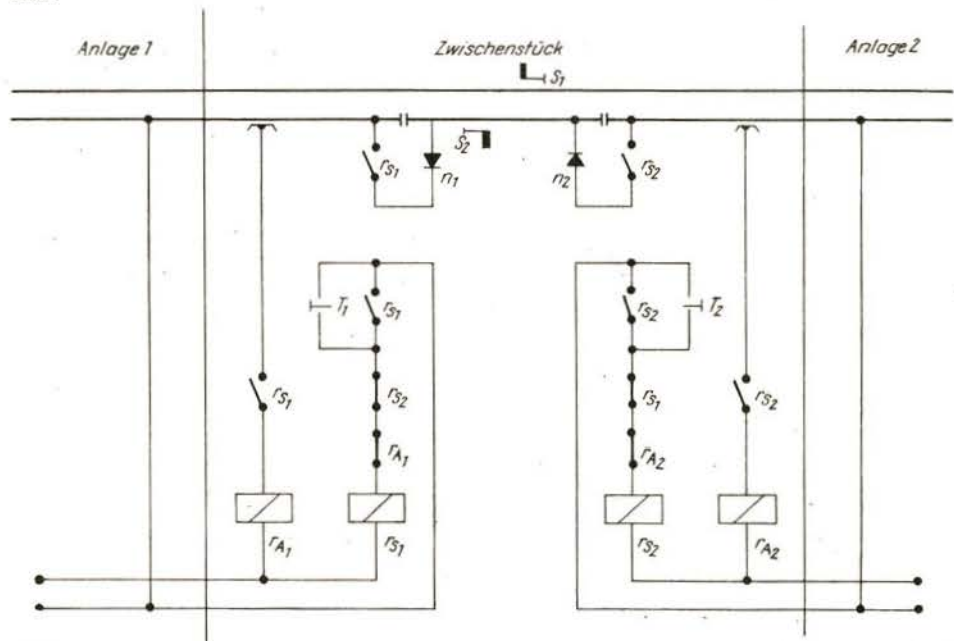 Anlage 1 Zwischenstück Anlage 2
S₁
S₂
rS₁ n₁ n₂ rS₂
T₁ rS₁ rS₂ T₂
rS₁ rS₂ rS₁ rS₂
rA₁ rA₂
rA₁ rS₁ rS₂ rA₂